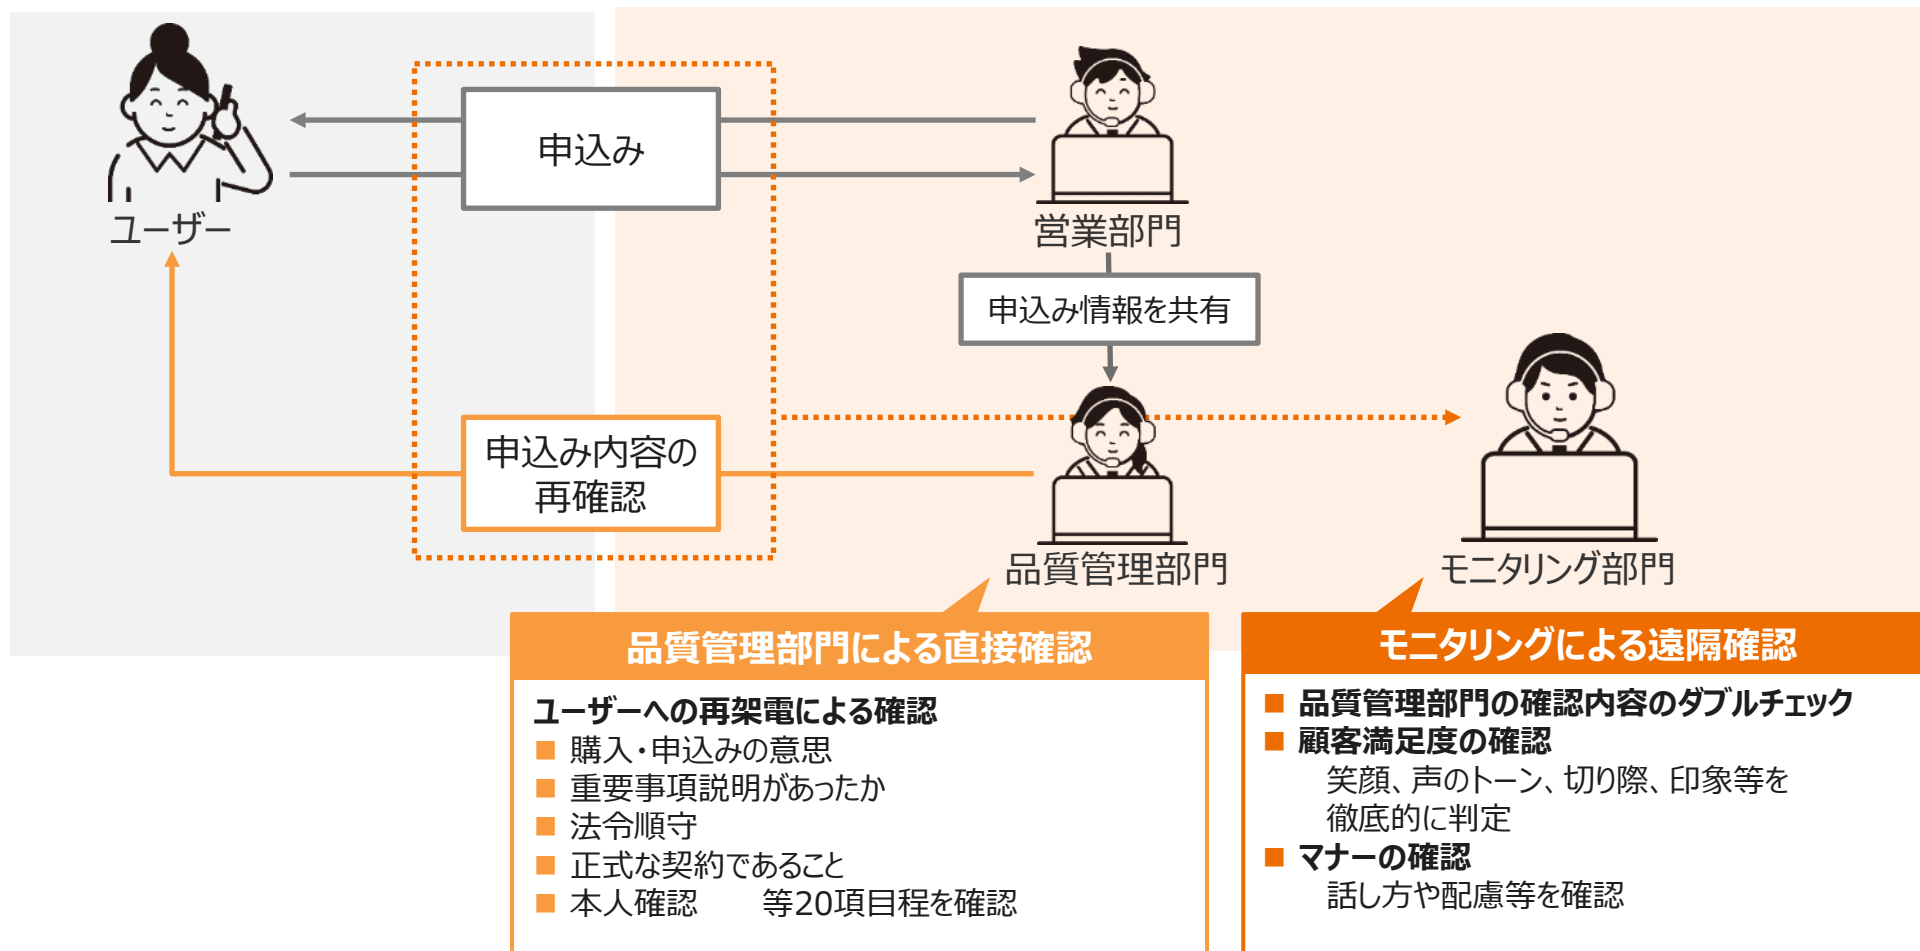 申込み
ユーザー
営業部門
申込み情報を共有
申込み内容の
再確認
品質管理部門
モニタリング部門
品質管理部門による直接確認
ユーザーへの再架電による確認
■ 購入・申込みの意思
■ 重要事項説明があったか
■ 法令順守
■ 正式な契約であること
■ 本人確認　　等20項目程を確認
モニタリングによる遠隔確認
■ 品質管理部門の確認内容のダブルチェック
■ 顧客満足度の確認
笑顔、声のトーン、切り際、印象等を
徹底的に判定
■ マナーの確認
話し方や配慮等を確認